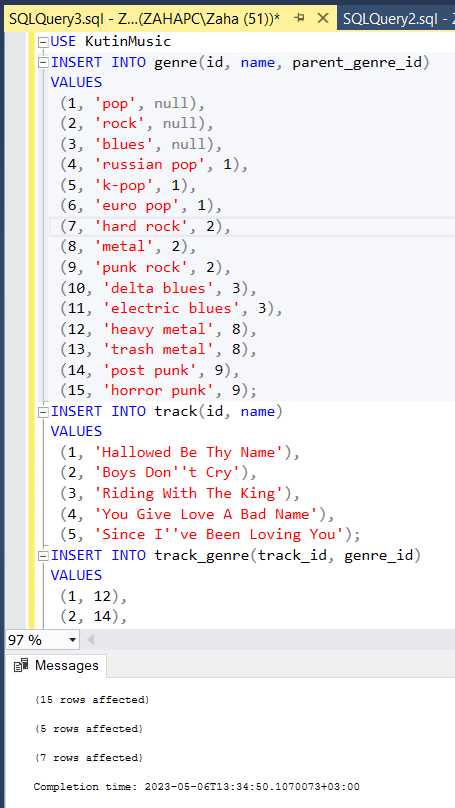 SQLQuery3.sql - Z...(ZAHAPC\Zaha (51))* SQLQuery2.sql - Z
USE KutinMusic
INSERT INTO genre(id, name, parent_genre_id)
VALUES
(1, 'pop', null),
(2, 'rock', null),
(3, 'blues', null),
(4, 'russian pop', 1),
(5, 'k-pop', 1),
(6, 'euro pop', 1),
(7, 'hard rock', 2),
(8, 'metal', 2),
(9, 'punk rock', 2),
(10, 'delta blues', 3),
(11, 'electric blues', 3),
(12, 'heavy metal', 8),
(13, 'trash metal', 8),
(14, 'post punk', 9),
(15, 'horror punk', 9);
INSERT INTO track(id, name)
VALUES
(1, 'Hallowed Be Thy Name'),
(2, 'Boys Don''t Cry'),
(3, 'Riding With The King'),
(4, 'You Give Love A Bad Name'),
(5, 'Since I''ve Been Loving You');
INSERT INTO track_genre(track_id, genre_id)
VALUES
(1, 12),
(2, 14),
97 %
Messages
(15 rows affected)
(5 rows affected)
(7 rows affected)
Completion time: 2023-05-06T13:34:50.1070073+03:00